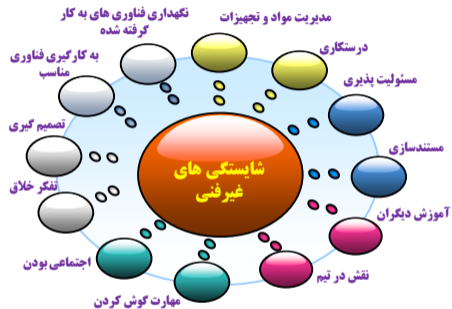 نگهداری فناوری های به کار
گرفته شده
مدیریت مواد و تجهیزات
درستکاری
به کارگیری فناوری
مناسب
مسئولیت پذیری
تصمیم گیری
مستندسازی
شایستگی های
غیرفنی
تفکر خلاق
آموزش دیگران
اجتماعی بودن
نقش در تیم
مهارت گوش کردن